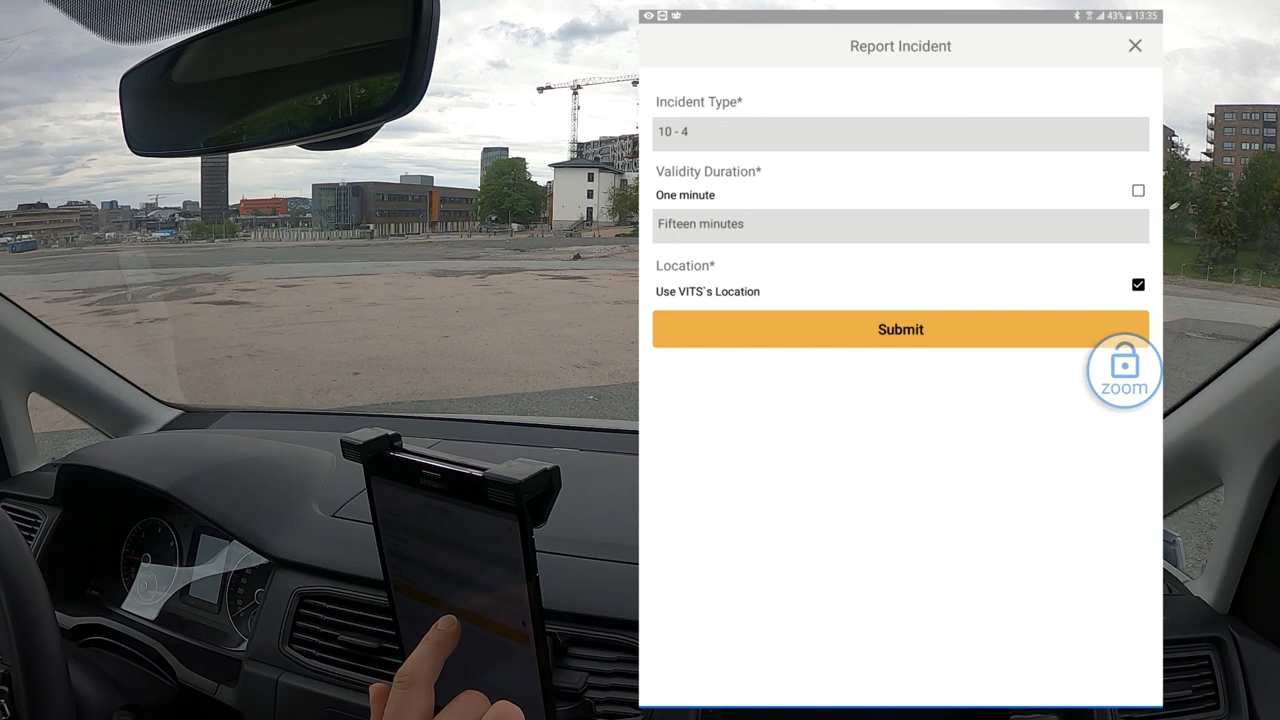 43% 13:35
Report Incident
Incident Type*
10 - 4
Validity Duration*
One minute
Fifteen minutes
Location*
Use VITS`s Location
Submit
zoom